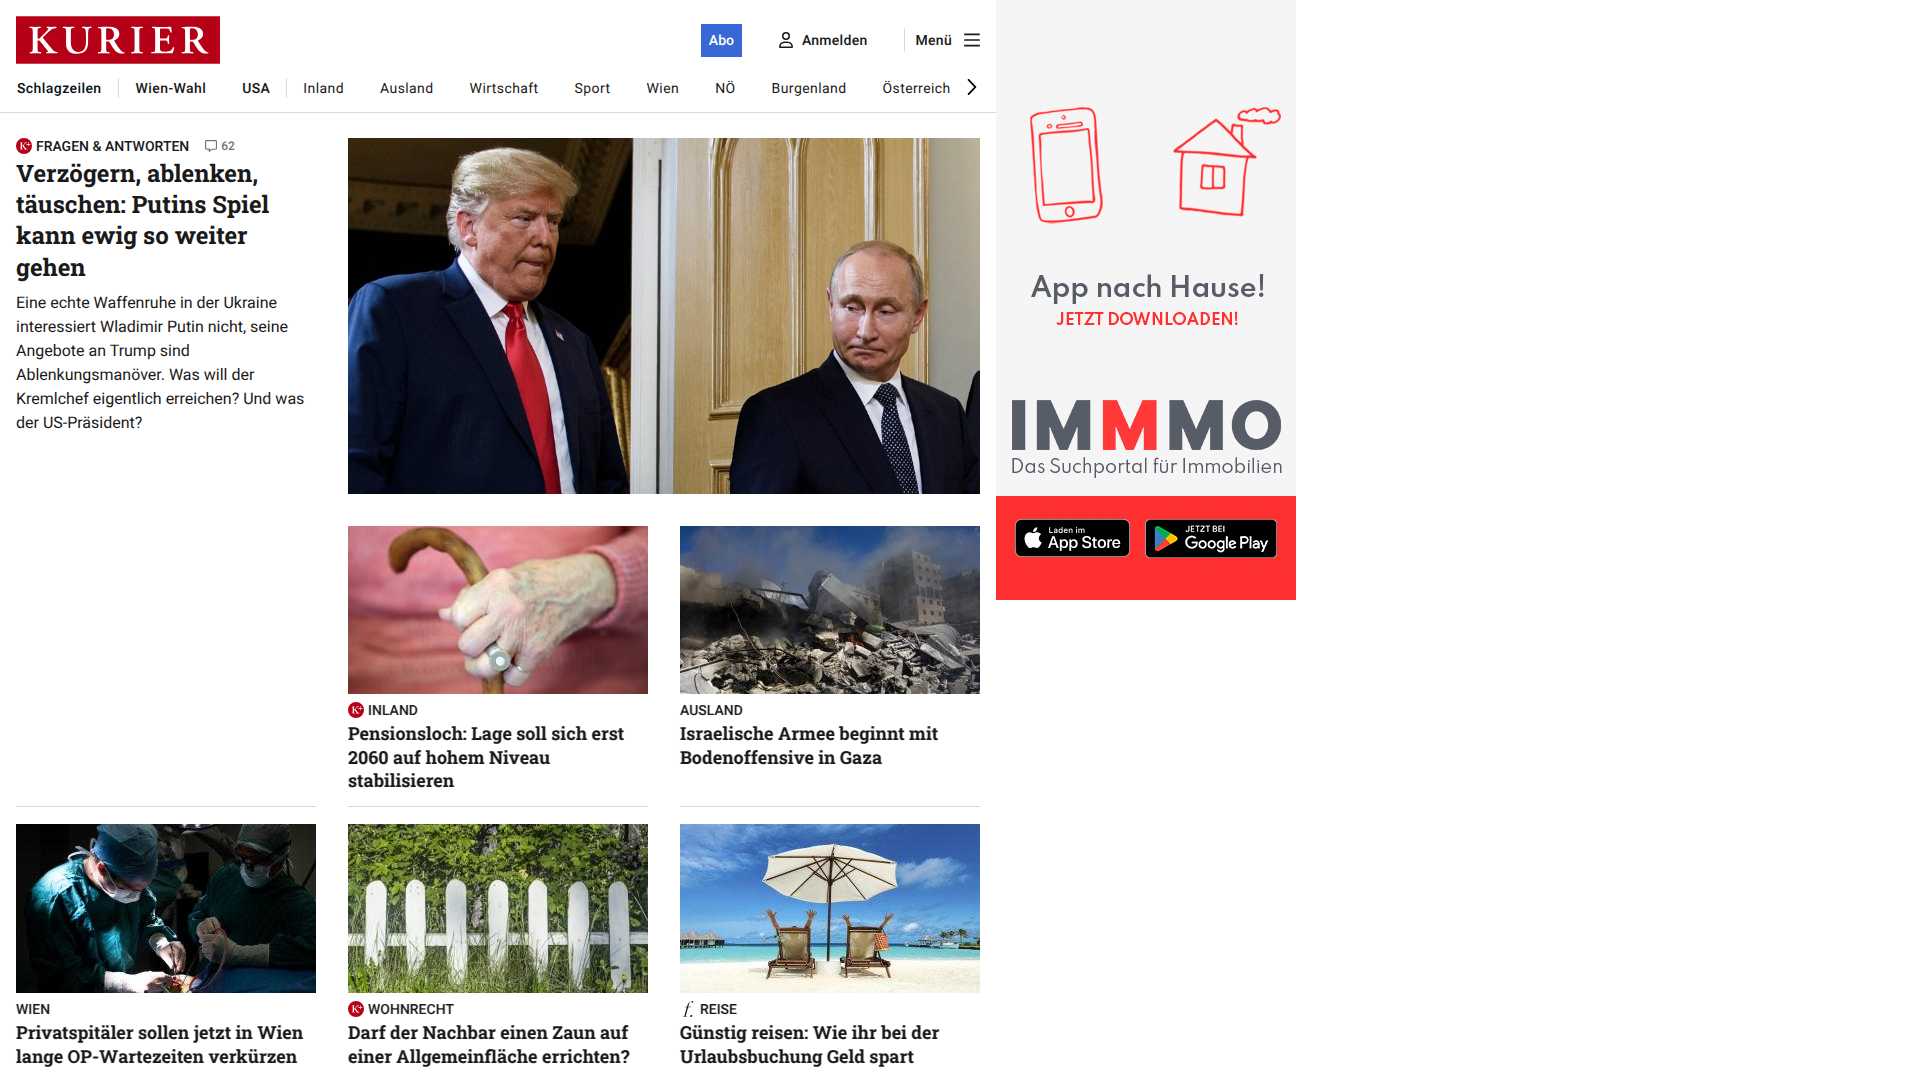 KURIER
Abo
Anmelden
Menü
Schlagzeilen
Wien-Wahl
USA
Inland
Ausland
Wirtschaft
Sport
Wien
NÖ
Burgenland
Österreich
K+ FRAGEN & ANTWORTEN 62
Verzögern, ablenken,
täuschen: Putins Spiel
kann ewig so weiter
gehen
Eine echte Waffenruhe in der Ukraine
interessiert Wladimir Putin nicht, seine
Angebote an Trump sind
Ablenkungsmanöver. Was will der
Kremlchef eigentlich erreichen? Und was
der US-Präsident?
K+ INLAND
Pensionsloch: Lage soll sich erst
2060 auf hohem Niveau
stabilisieren
AUSLAND
Israelische Armee beginnt mit
Bodenoffensive in Gaza
WIEN
Privatspitäler sollen jetzt in Wien
lange OP-Wartezeiten verkürzen
K+ WOHNRECHT
Darf der Nachbar einen Zaun auf
einer Allgemeinfläche errichten?
f. REISE
Günstig reisen: Wie ihr bei der
Urlaubsbuchung Geld spart
App nach Hause!
JETZT DOWNLOADEN!
IMMMO
Das Suchportal für Immobilien
Laden im
App Store
JETZT BEI
Google Play